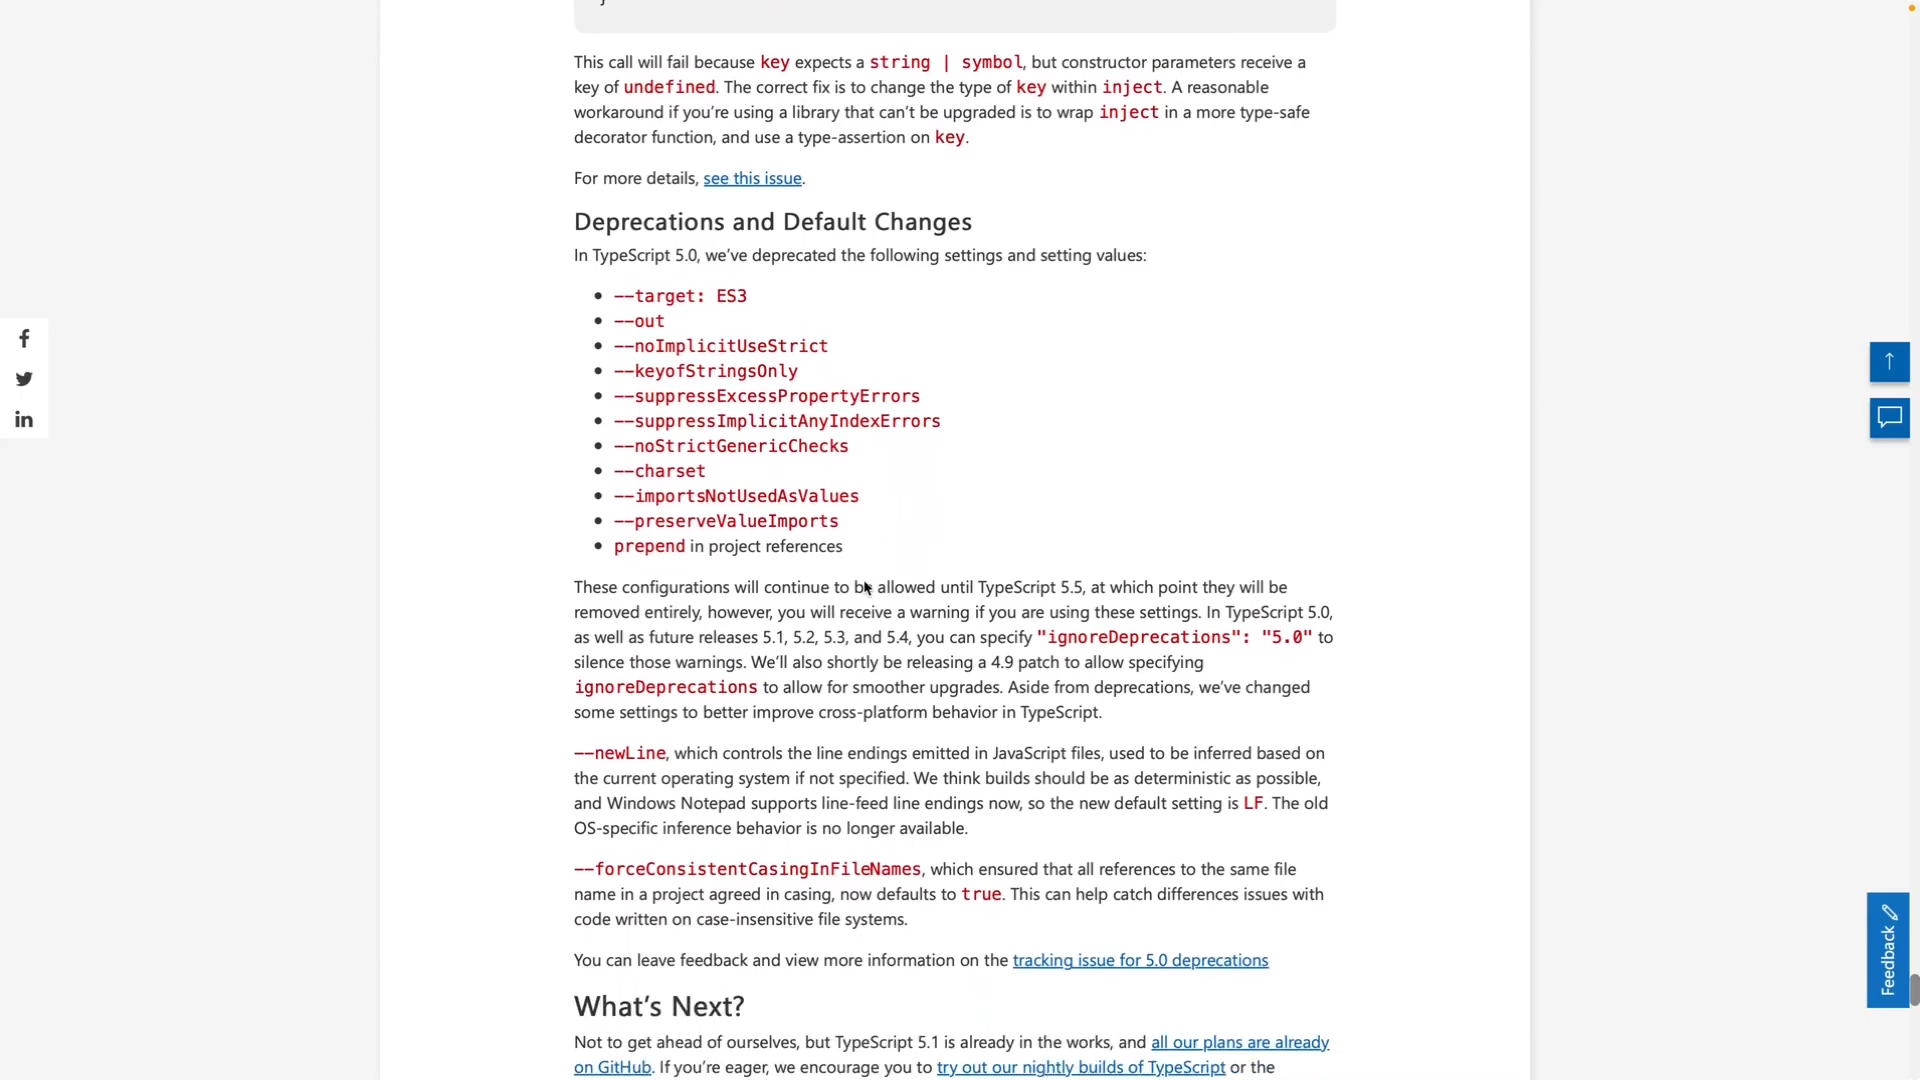 This call will fail because key expects a string | symbol, but constructor parameters receive a
key of undefined. The correct fix is to change the type of key within inject. A reasonable
workaround if you’re using a library that can’t be upgraded is to wrap inject in a more type-safe
decorator function, and use a type-assertion on key.
For more details, see this issue.
Deprecations and Default Changes
In TypeScript 5.0, we’ve deprecated the following settings and setting values:
--target: ES3
--out
--noImplicitUseStrict
--keyofStringsOnly
--suppressExcessPropertyErrors
--suppressImplicitAnyIndexErrors
--noStrictGenericChecks
--charset
--importsNotUsedAsValues
--preserveValueImports
prepend in project references
These configurations will continue to be allowed until TypeScript 5.5, at which point they will be
removed entirely, however, you will receive a warning if you are using these settings. In TypeScript 5.0,
as well as future releases 5.1, 5.2, 5.3, and 5.4, you can specify "ignoreDeprecations": "5.0" to
silence those warnings. We’ll also shortly be releasing a 4.9 patch to allow specifying
ignoreDeprecations to allow for smoother upgrades. Aside from deprecations, we’ve changed
some settings to better improve cross-platform behavior in TypeScript.
--newLine, which controls the line endings emitted in JavaScript files, used to be inferred based on
the current operating system if not specified. We think builds should be as deterministic as possible,
and Windows Notepad supports line-feed line endings now, so the new default setting is LF. The old
OS-specific inference behavior is no longer available.
--forceConsistentCasingInFileNames, which ensured that all references to the same file
name in a project agreed in casing, now defaults to true. This can help catch differences issues with
code written on case-insensitive file systems.
You can leave feedback and view more information on the tracking issue for 5.0 deprecations
What’s Next?
Not to get ahead of ourselves, but TypeScript 5.1 is already in the works, and all our plans are already
on GitHub. If you’re eager, we encourage you to try out our nightly builds of TypeScript or the
Feedback